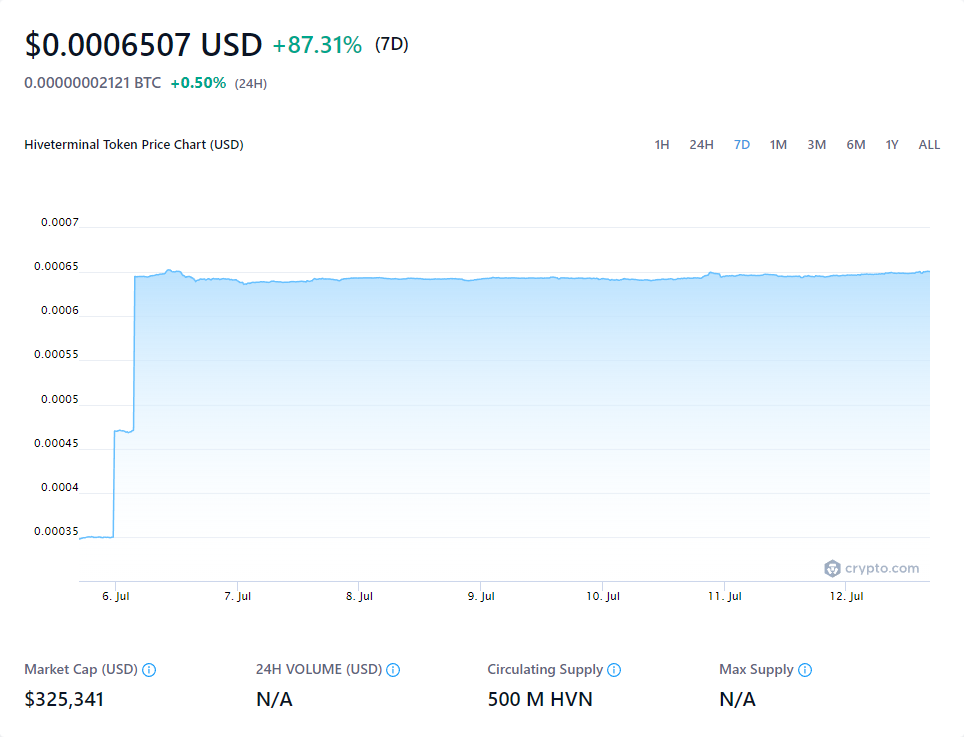 $0.0006507 USD +87.31% (7D)
0.00000002121 BTC +0.50% (24H)
Hiveterminal Token Price Chart (USD) 1H 24H 7D 1M 3M 6M 1Y ALL
0.0007
0.00065
0.0006
0.00055
0.0005
0.00045
0.0004
0.00035
crypto.com
6. Jul 7. Jul 8. Jul 9. Jul 10. Jul 11. Jul 12. Jul
Market Cap (USD) 24H VOLUME (USD) Circulating Supply Max Supply
$325,341 N/A 500 M HVN N/A